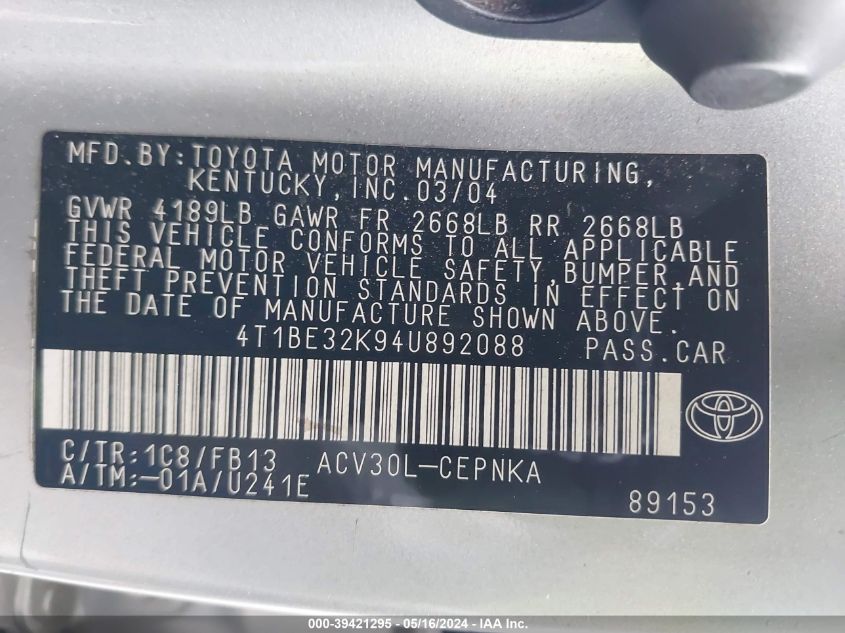 MFD.BY:TOYOTA MOTOR MANUFACTURING,
KENTUCKY,INC.03/04
GVWR 4189LB GAWR FR 2668LB RR 2668LB
THIS VEHICLE CONFORMS TO ALL APPLICABLE
FEDERAL MOTOR VEHICLE SAFETY,BUMPER,AND
THEFT PREVENTION STANDARDS IN EFFECT ON
THE DATE OF MANUFACTURE SHOWN ABOVE.
4T1BE32K94U892088 PASS.CAR
C/TR:1C8/FB13 ACV30L-CEPNKA
A/TM:-01A/U241E
89153
000-39421295 - 05/16/2024 - IAA Inc.